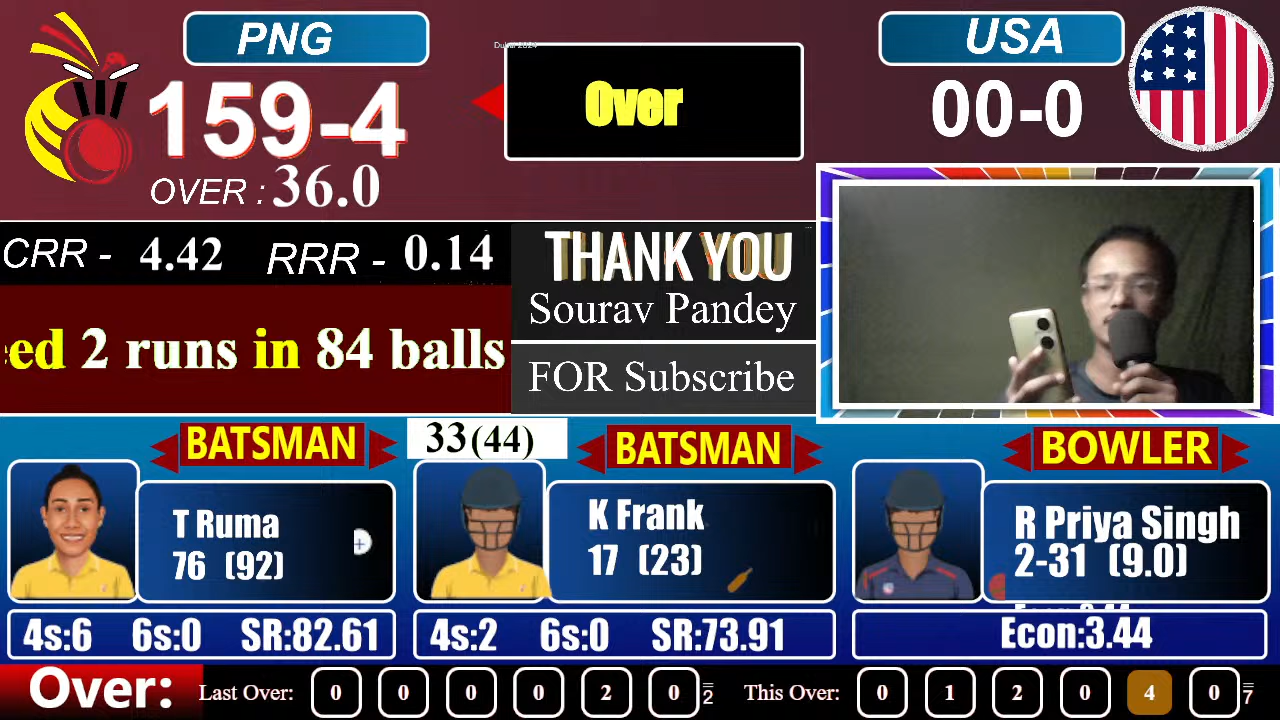 PNG
159-4
OVER : 36.0
Dubai 2024
Over
USA
00-0
CRR - 4.42 RRR - 0.14
THANK YOU
Sourav Pandey
FOR Subscribe
ed 2 runs in 84 balls
BATSMAN
33(44)
BATSMAN
BOWLER
T Ruma
76 (92)
K Frank
17 (23)
R Priya Singh
2-31 (9.0)
4s:6 6s:0 SR:82.61
4s:2 6s:0 SR:73.91
Econ:3.44
Over:
Last Over: 0 0 0 0 2 0 =2
This Over: 0 1 2 0 4 0 =7